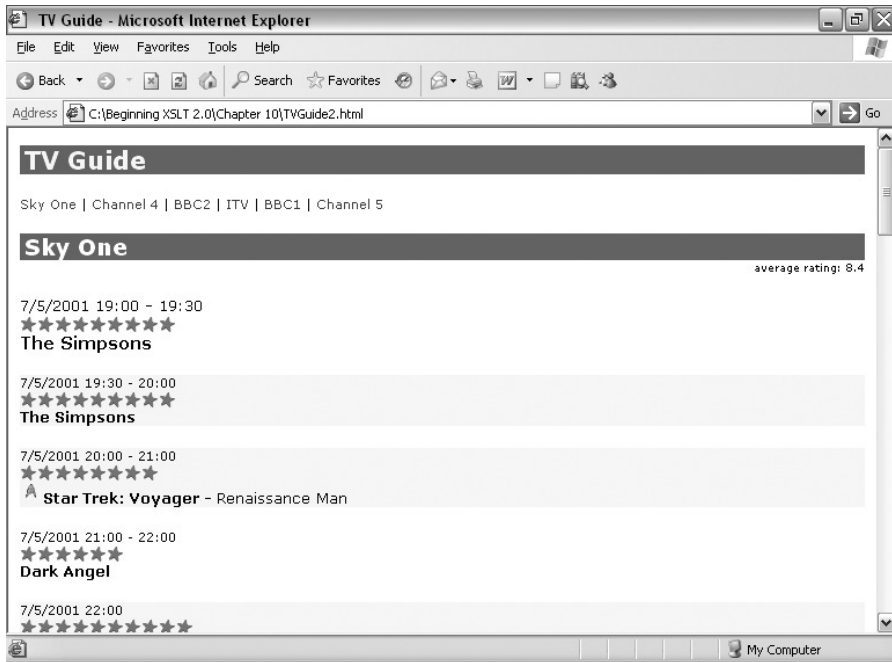 TV Guide - Microsoft Internet Explorer
File Edit View Favorites Tools Help
Back Search Favorites W
Address C:\Beginning XSLT 2.0\Chapter 10\TVGuide2.html Go
TV Guide
Sky One | Channel 4 | BBC2 | ITV | BBC1 | Channel 5
Sky One
average rating: 8.4
7/5/2001 19:00 - 19:30
The Simpsons
7/5/2001 19:30 - 20:00
The Simpsons
7/5/2001 20:00 - 21:00
Star Trek: Voyager - Renaissance Man
7/5/2001 21:00 - 22:00
Dark Angel
7/5/2001 22:00
My Computer